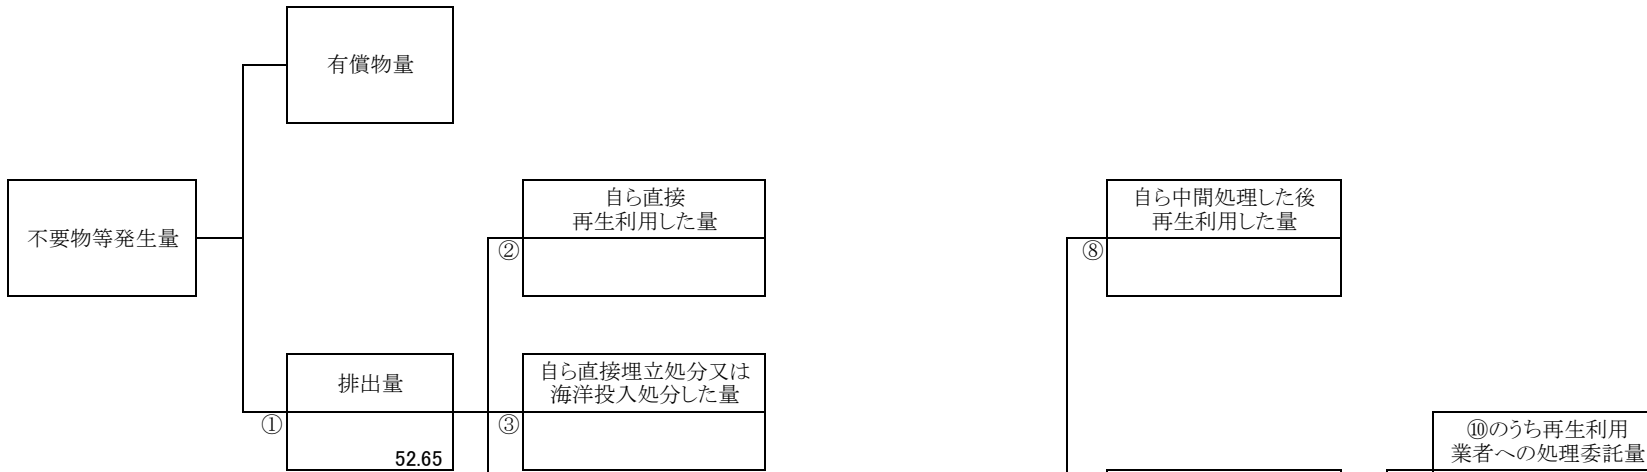 有償物量
不要物等発生量
自ら直接
再生利用した量
②
自ら中間処理した後
再生利用した量
⑧
排出量
①
52.65
自ら直接埋立処分又は
海洋投入処分した量
③
⑩のうち再生利用
業者への処理委託量